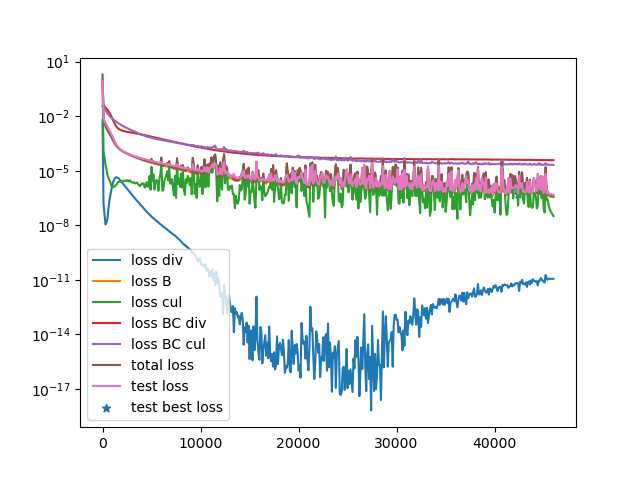 10^1
10^-2
10^-5
10^-8
10^-11
10^-14
10^-17
loss div
loss B
loss cul
loss BC div
loss BC cul
total loss
test loss
test best loss
0 10000 20000 30000 40000